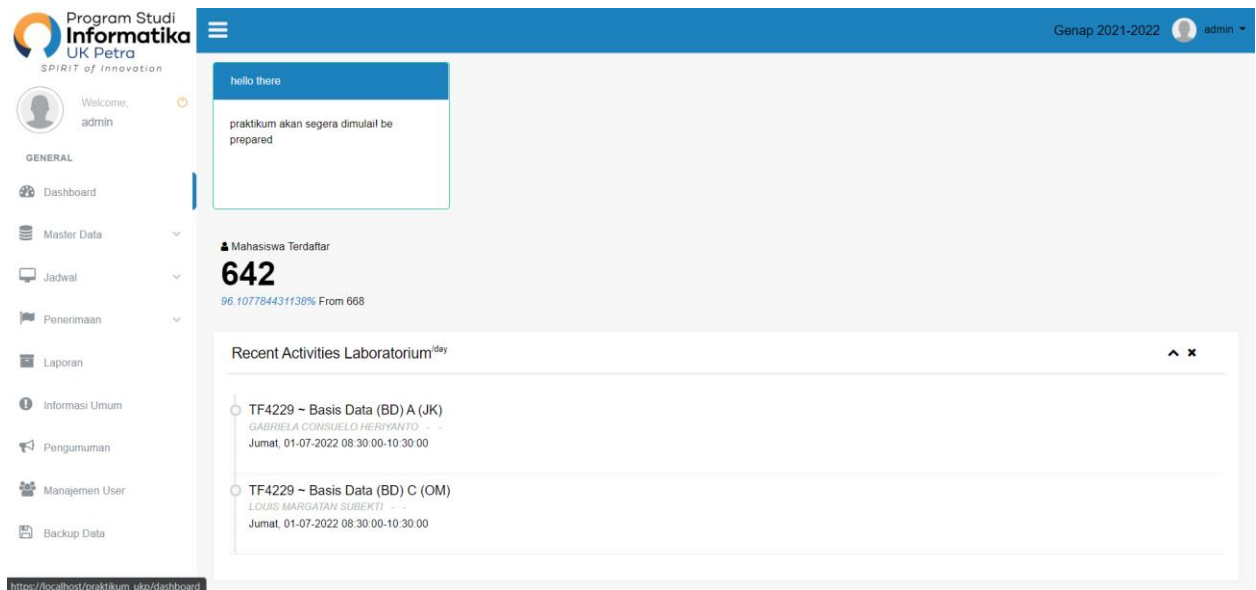 Program Studi
Informatika
UK Petra
SPIRIT of Innovation
Genap 2021-2022
admin
Welcome,
admin
GENERAL
Dashboard
Master Data
Jadwal
Penerimaan
Laporan
Informasi Umum
Pengumuman
Manajemen User
Backup Data
https://localhost/praktikum_ukp/dashboard
hello there
praktikum akan segera dimulai! be
prepared
Mahasiswa Terdaftar
642
96.107784431138% From 668
Recent Activities Laboratorium/day
TF4229 ~ Basis Data (BD) A (JK)
GABRIELA CONSUELO HERIYANTO - -
Jumat, 01-07-2022 08:30:00-10:30:00
TF4229 ~ Basis Data (BD) C (OM)
LOUIS MARGATAN SUBEKTI - -
Jumat, 01-07-2022 08:30:00-10:30:00